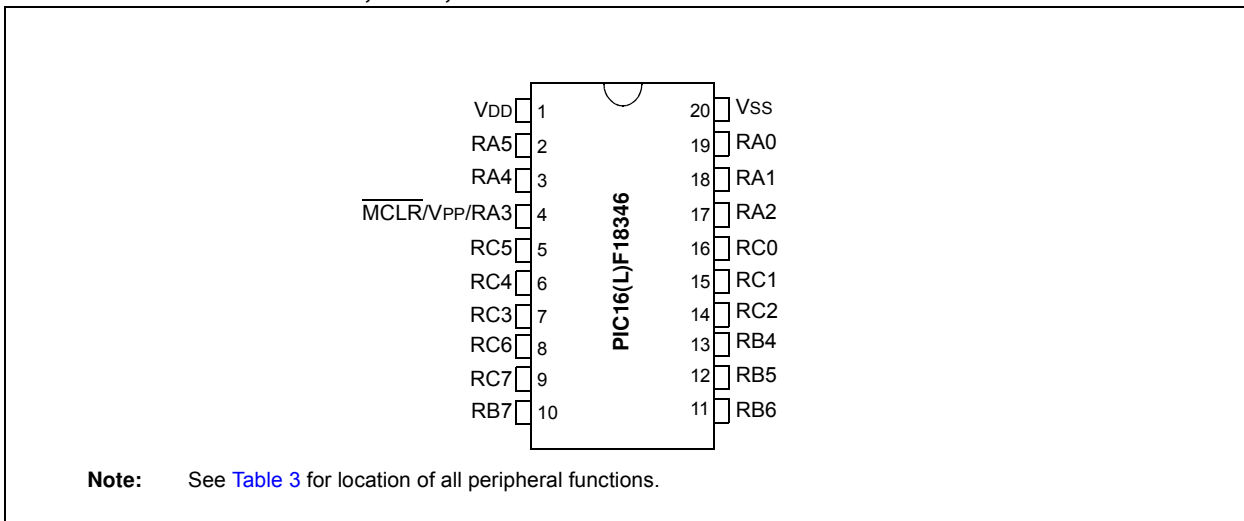 VDD 1 20 VSS
RA5 2 19 RA0
RA4 3 18 RA1
MCLR/VPP/RA3 4 17 RA2
RC5 5 16 RC0
RC4 6 15 RC1
RC3 7 14 RC2
RC6 8 13 RB4
RC7 9 12 RB5
RB7 10 11 RB6
PIC16(L)F18346
Note: See Table 3 for location of all peripheral functions.